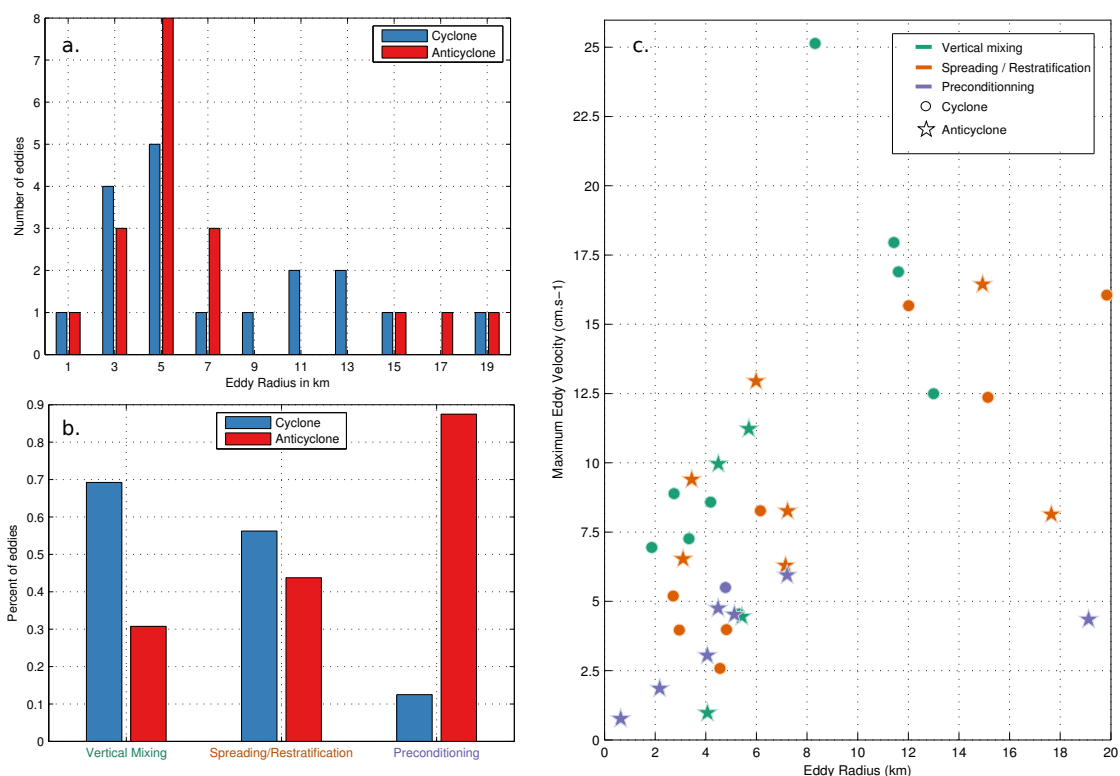 a.
Cyclone
Anticyclone
8
7
6
5
4
3
2
1
0
Number of eddies
1 3 5 7 9 11 13 15 17 19
Eddy Radius in km
b.
Cyclone
Anticyclone
0.9
0.8
0.7
0.6
0.5
0.4
0.3
0.2
0.1
0
Percent of eddies
Vertical Mixing Spreading/Restratification Preconditioning
c.
Vertical mixing
Spreading / Restratification
Preconditionning
Cyclone
Anticyclone
25
22.5
20
17.5
15
12.5
10
7.5
5
2.5
0
Maximum Eddy Velocity (cm.s−1)
0 2 4 6 8 10 12 14 16 18 20
Eddy Radius (km)